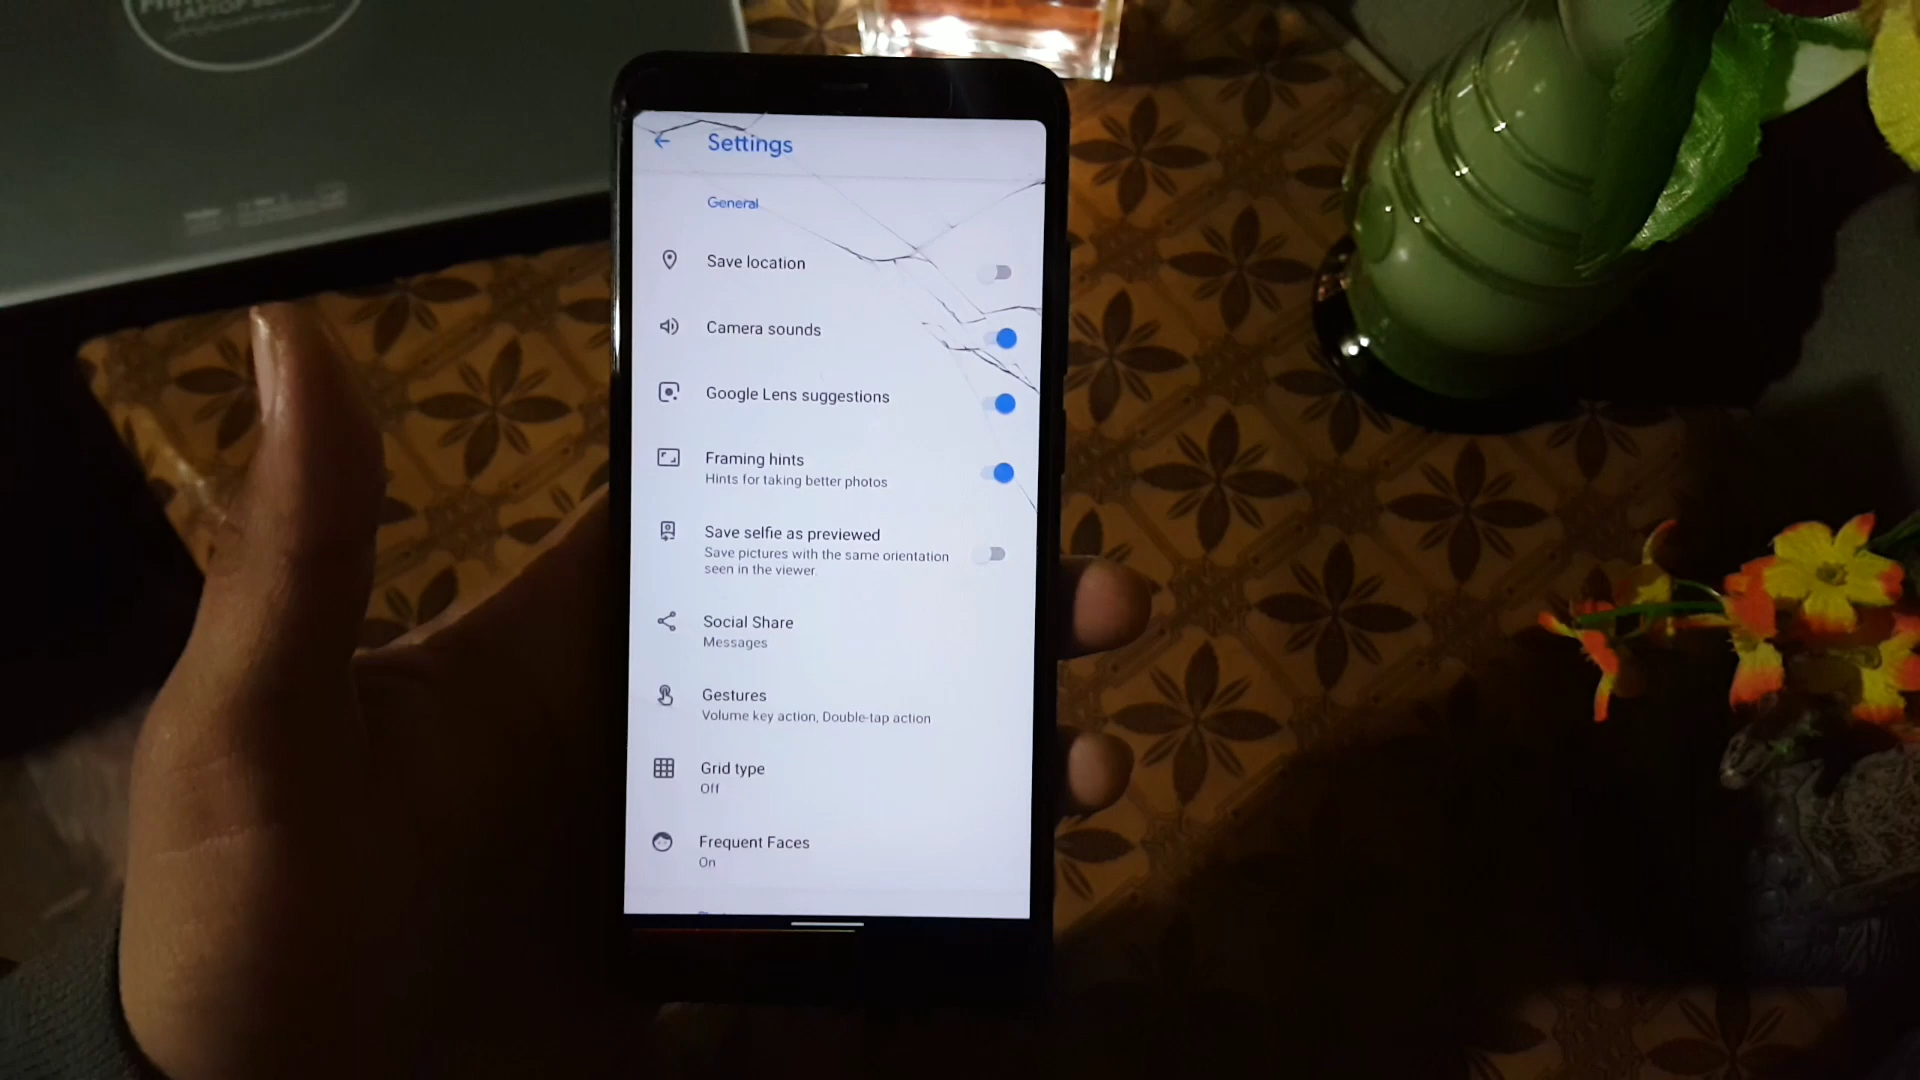 LAPTOP
Settings
General
Save location
Camera sounds
Google Lens suggestions
Framing hints
Hints for taking better photos
Save selfie as previewed
Save pictures with the same orientation
seen in the viewer.
Social Share
Messages
Gestures
Volume key action, Double-tap action
Grid type
Off
Frequent Faces
On